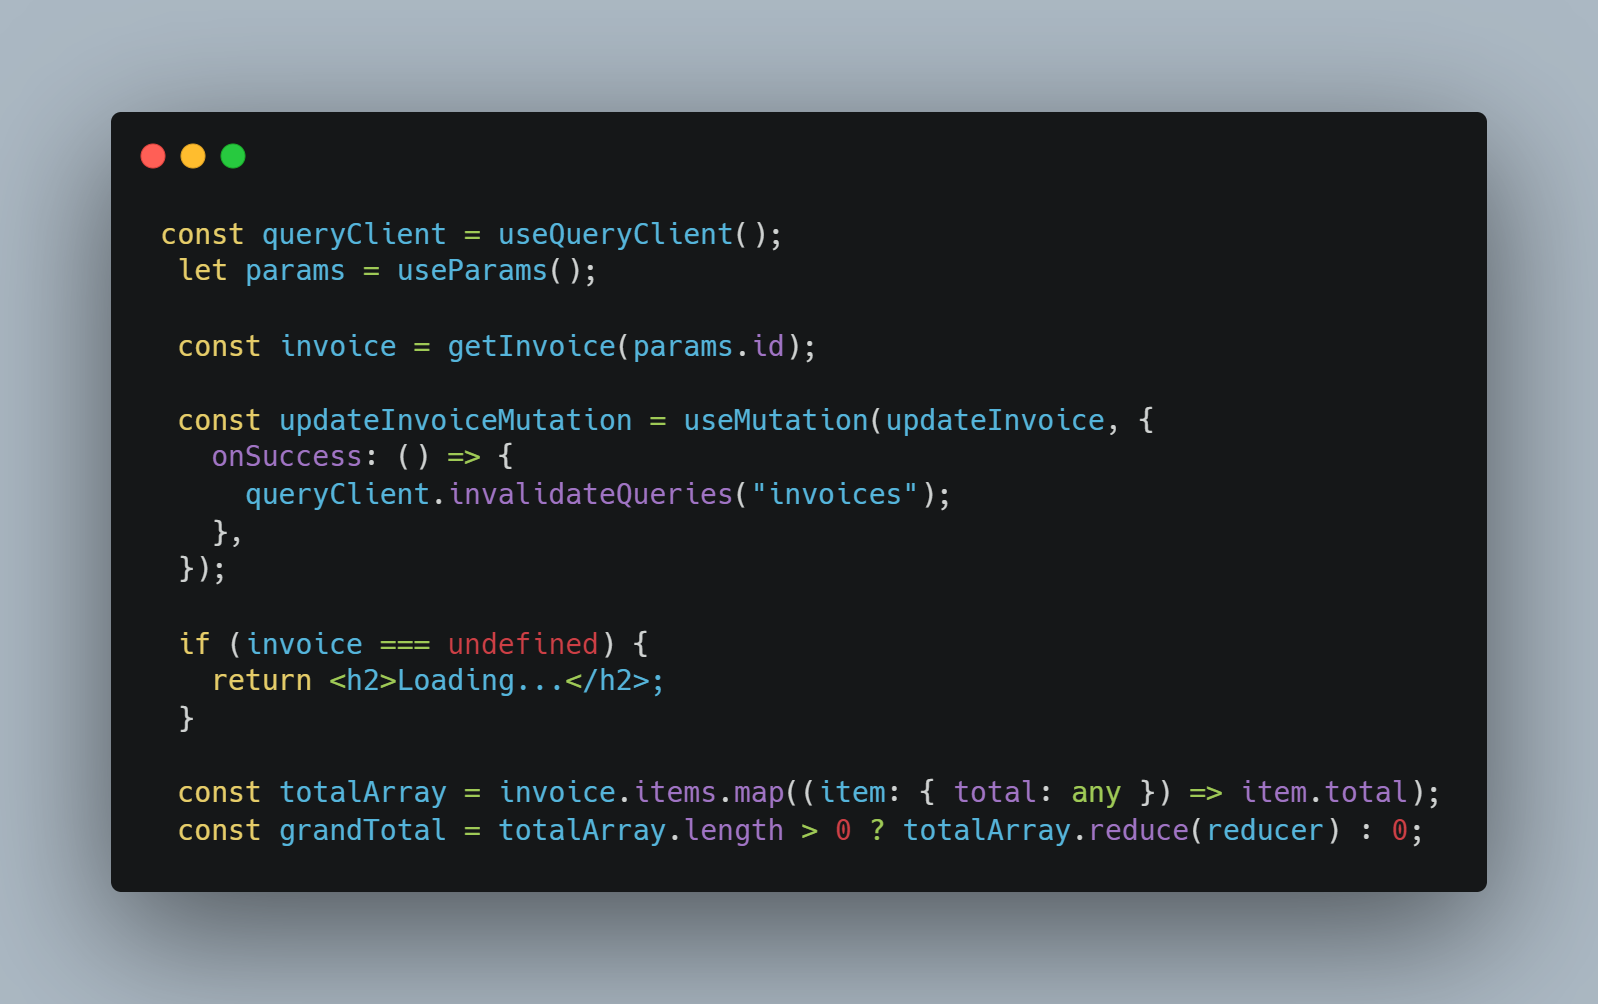 const queryClient = useQueryClient();
let params = useParams();
const invoice = getInvoice(params.id);
const updateInvoiceMutation = useMutation(updateInvoice, {
onSuccess: () => {
queryClient.invalidateQueries("invoices");
},
});
if (invoice === undefined) {
return <h2>Loading...</h2>;
}
const totalArray = invoice.items.map((item: { total: any }) => item.total);
const grandTotal = totalArray.length > 0 ? totalArray.reduce(reducer) : 0;